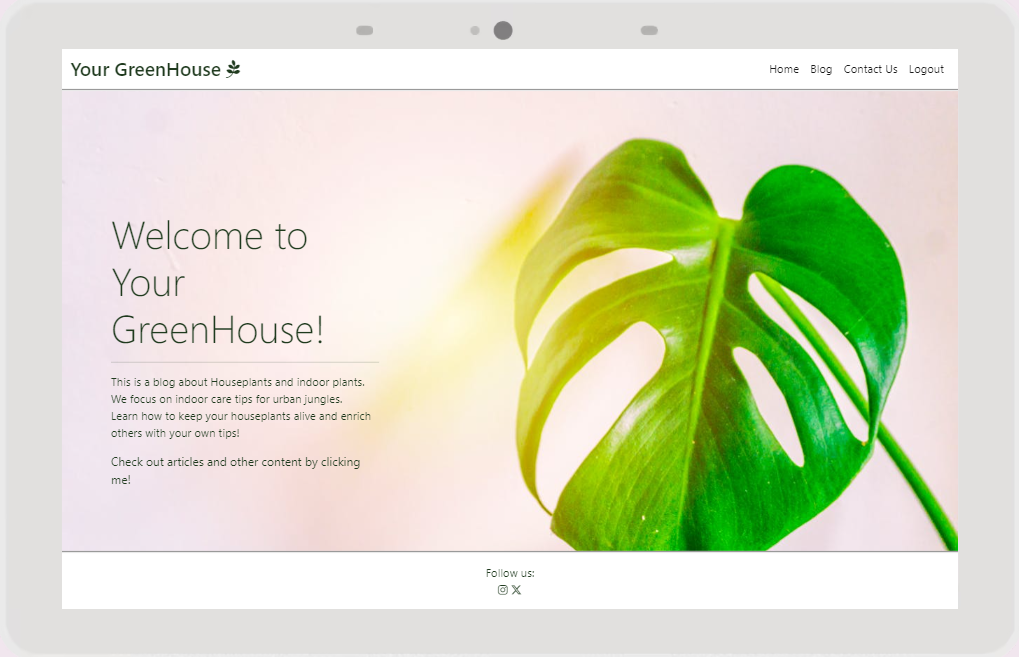 Your GreenHouse
Home Blog Contact Us Logout
Welcome to
Your
GreenHouse!
This is a blog about Houseplants and indoor plants.
We focus on indoor care tips for urban jungles.
Learn how to keep your houseplants alive and enrich
others with your own tips!
Check out articles and other content by clicking
me!
Follow us: